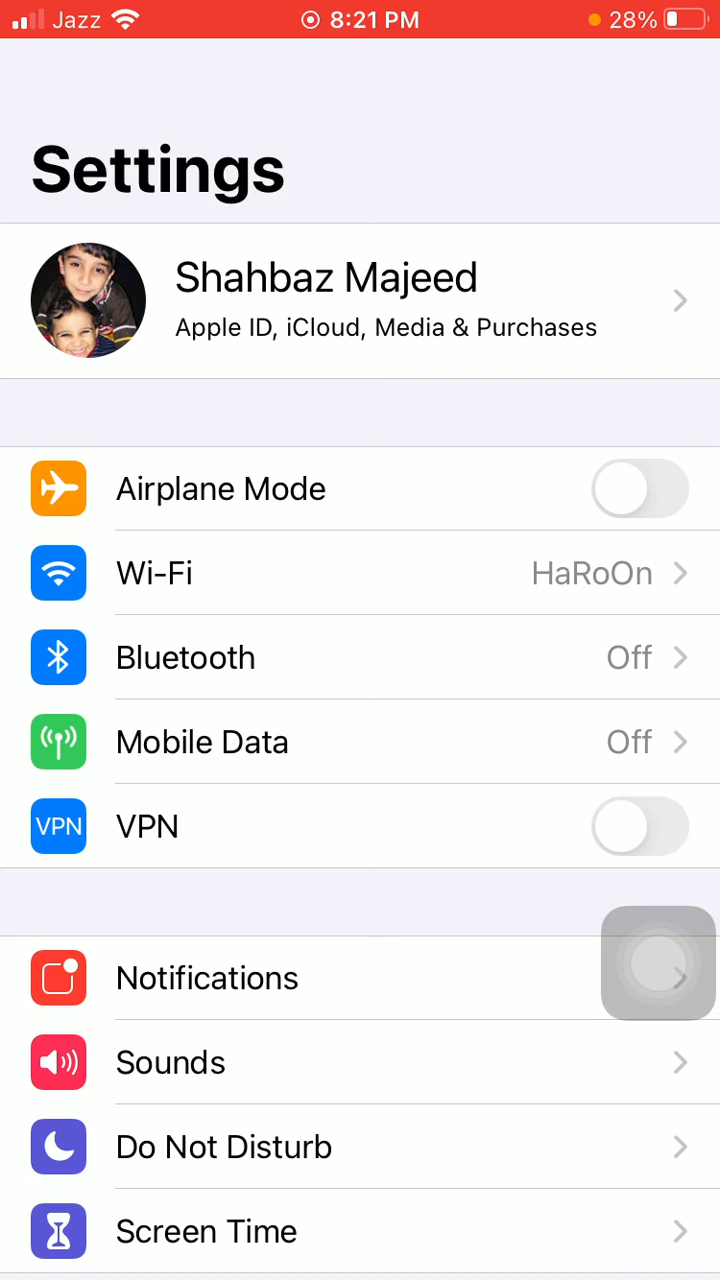 Jazz 8:21 PM 28%
Settings
Shahbaz Majeed
Apple ID, iCloud, Media & Purchases
Airplane Mode
Wi-Fi HaRoOn
Bluetooth Off
Mobile Data Off
VPN VPN
Notifications
Sounds
Do Not Disturb
Screen Time